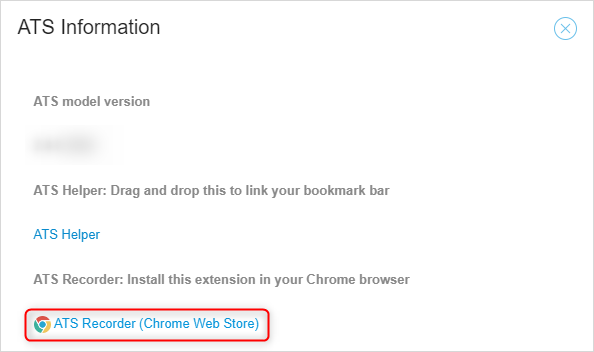 ATS Information
ATS model version
ATS Helper: Drag and drop this to link your bookmark bar
ATS Helper
ATS Recorder: Install this extension in your Chrome browser
ATS Recorder (Chrome Web Store)